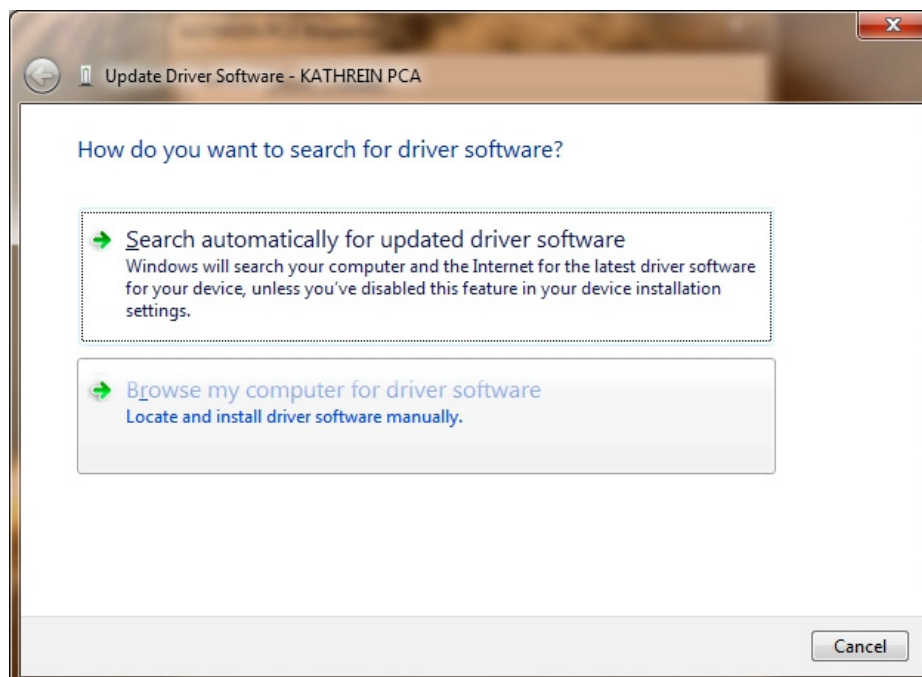 Update Driver Software - KATHREIN PCA
How do you want to search for driver software?
Search automatically for updated driver software
Windows will search your computer and the Internet for the latest driver software
for your device, unless you've disabled this feature in your device installation
settings.
Browse my computer for driver software
Locate and install driver software manually.
Cancel